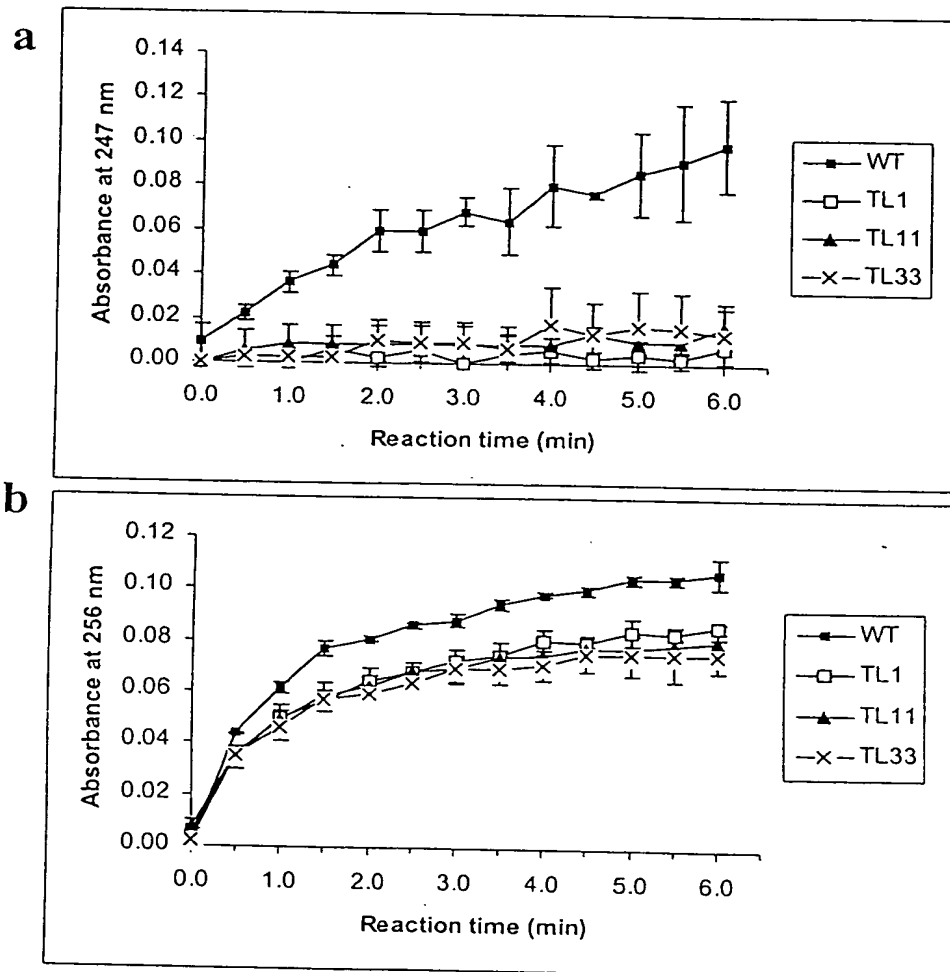 a
0.14
0.12
0.10
0.08
0.06
0.04
0.02
0.00
Absorbance at 247 nm
0.0 1.0 2.0 3.0 4.0 5.0 6.0
Reaction time (min)
WT
TL1
TL11
TL33
b
0.12
0.10
0.08
0.06
0.04
0.02
0.00
Absorbance at 256 nm
0.0 1.0 2.0 3.0 4.0 5.0 6.0
Reaction time (min)
WT
TL1
TL11
TL33